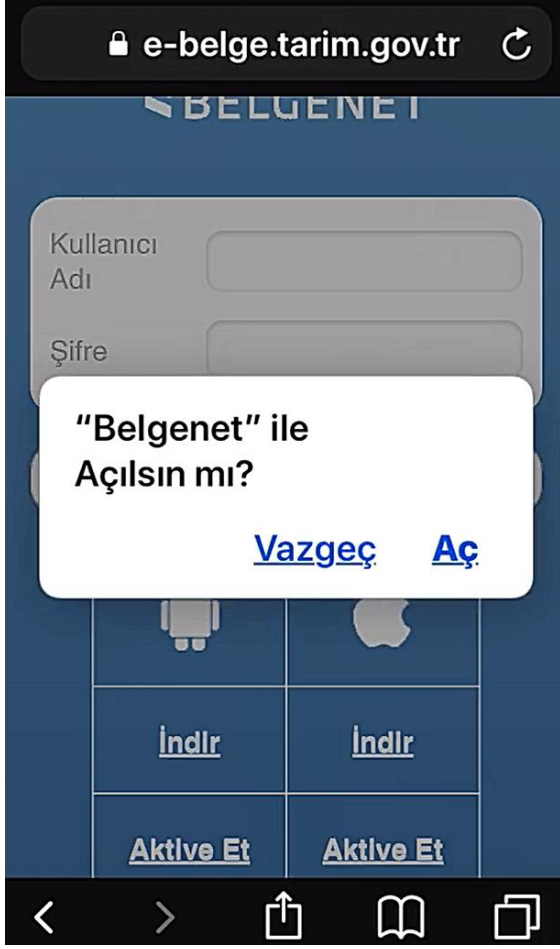 e-belge.tarim.gov.tr
BELGENET
Kullanıcı
Adı
Şifre
“Belgenet” ile
Açılsın mı?
Vazgeç Aç
İndir İndir
Aktive Et Aktive Et